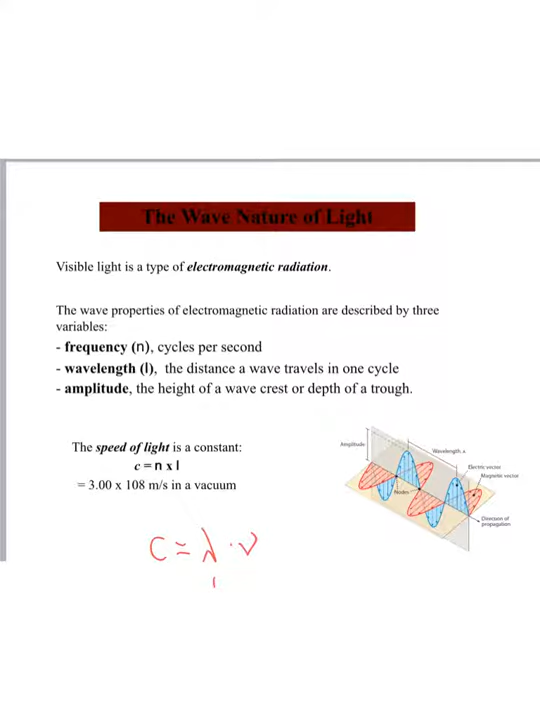 The Wave Nature of Light
Visible light is a type of electromagnetic radiation.
The wave properties of electromagnetic radiation are described by three
variables:
- frequency (n), cycles per second
- wavelength (l),  the distance a wave travels in one cycle
- amplitude, the height of a wave crest or depth of a trough.
The speed of light is a constant:
c = n x l
= 3.00 x 108 m/s in a vacuum
Amplitude
Wavelength λ
Electric vector
Magnetic vector
Nodes
Direction of
propagation
C = λ · ν